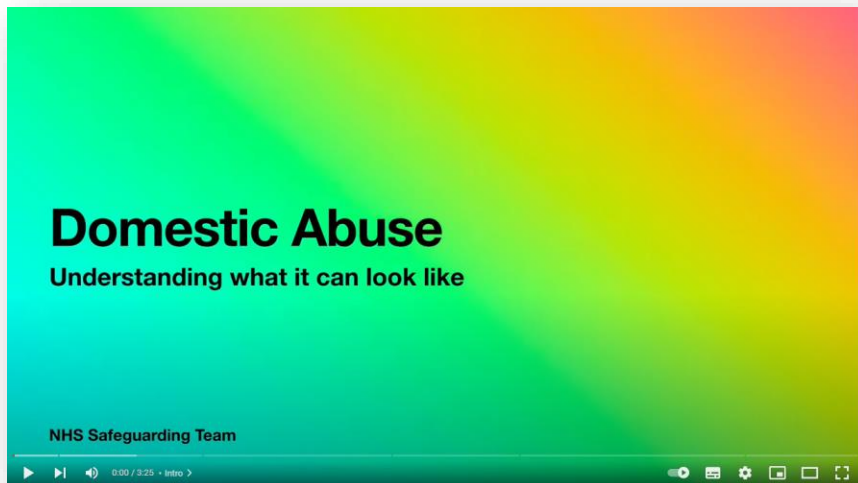 Domestic Abuse
Understanding what it can look like
NHS Safeguarding Team
0:00 / 3:25 • Intro >